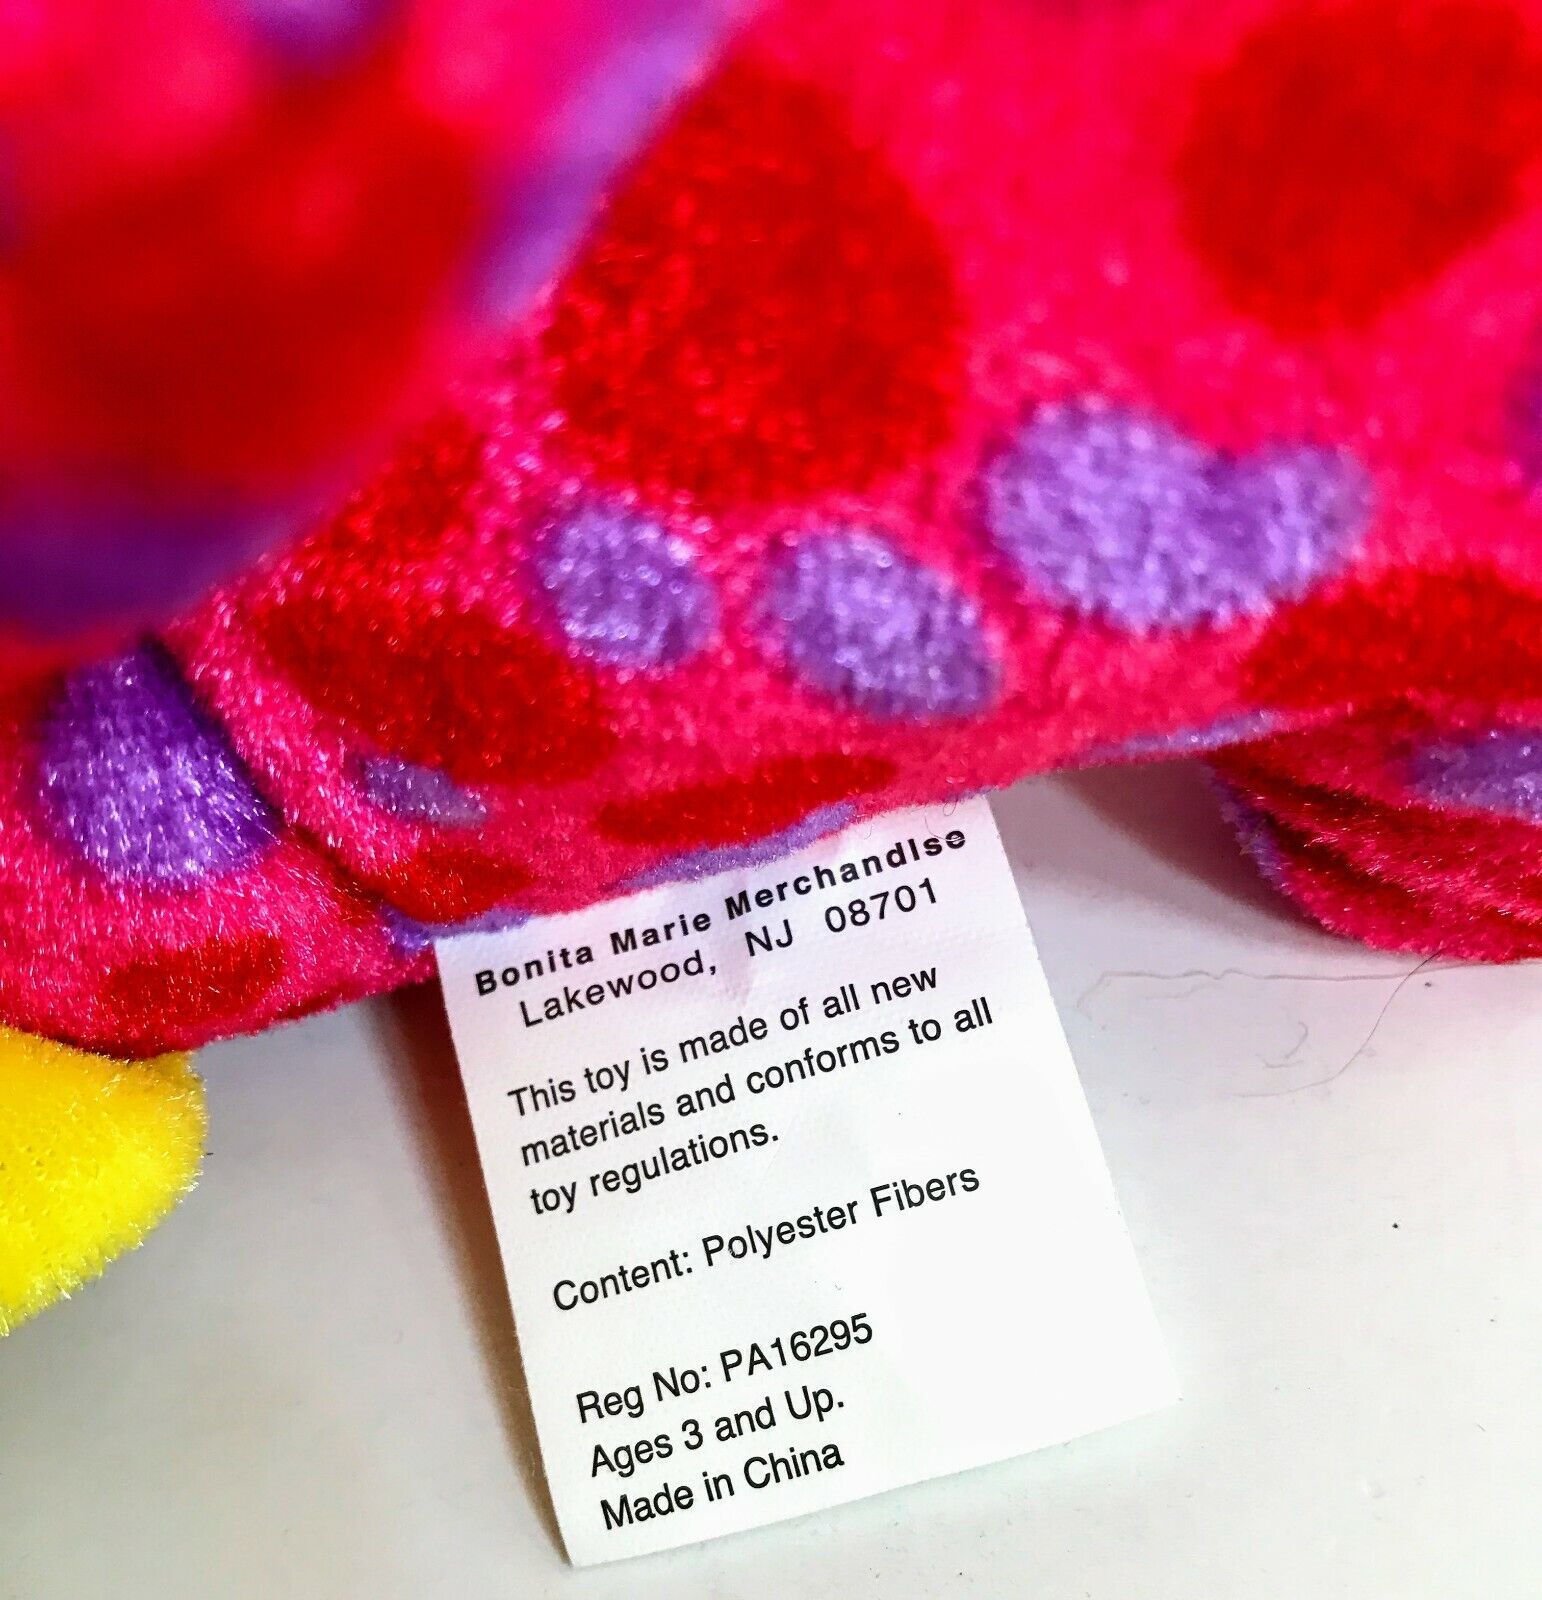 Bonita Marie Merchandise
Lakewood, NJ 08701
This toy is made of all new
materials and conforms to all
toy regulations.
Content: Polyester Fibers
Reg No: PA16295
Ages 3 and Up.
Made in China